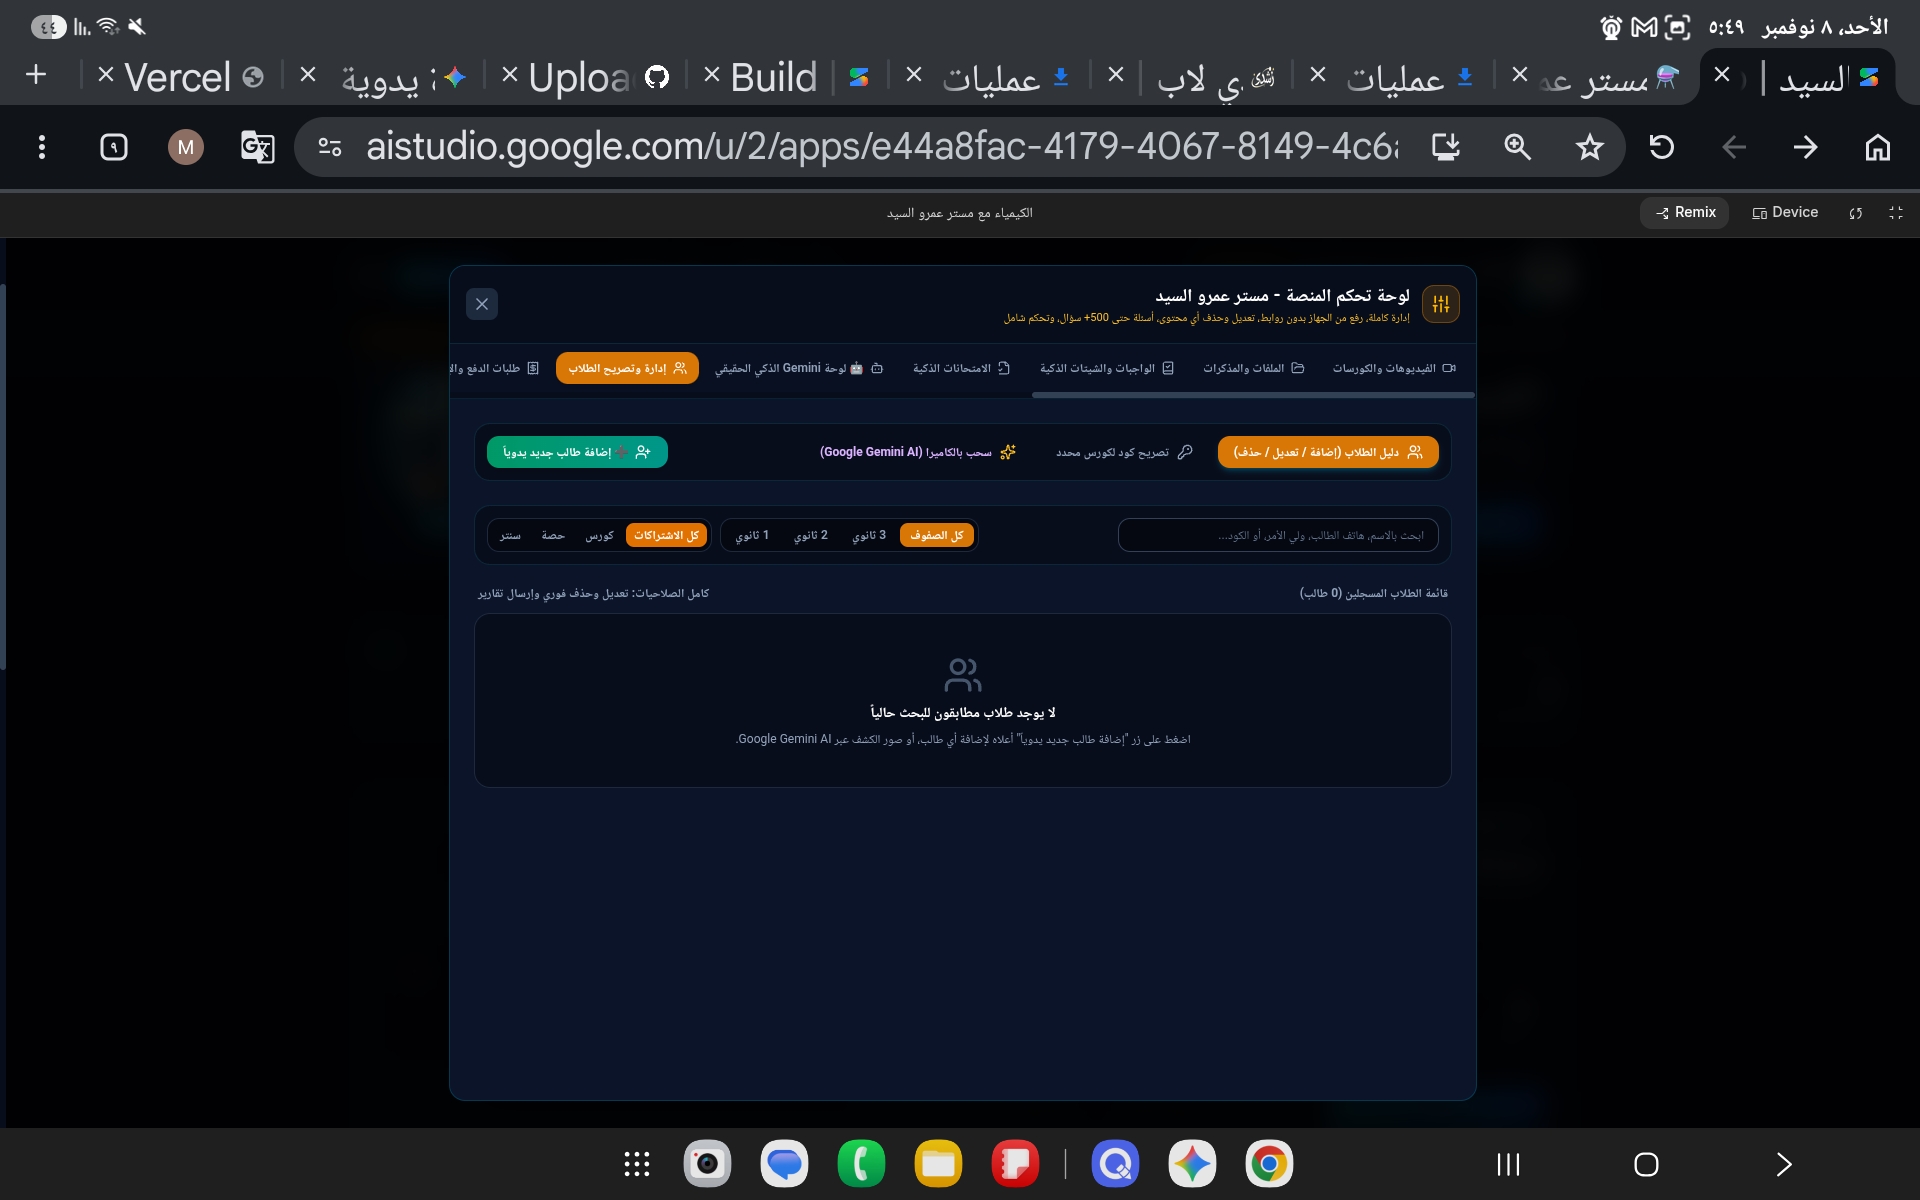 الأحد، ٨ نوفمبر ٥:٤٩
٤٤
السيد
مستر عم
عمليات
ي لاب
عمليات
Build
Uploa
يدوية
Vercel
aistudio.google.com/u/2/apps/e44a8fac-4179-4067-8149-4c6a
M
٩
الكيمياء مع مستر عمرو السيد
Remix
Device
لوحة تحكم المنصة - مستر عمرو السيد
إدارة كاملة، رفع من الجهاز بدون روابط، تعديل وحذف أي محتوى، أسئلة حتى 500+ سؤال، وتحكم شامل
الفيديوهات والكورسات
الملفات والمذكرات
الواجبات والشيتات الذكية
الامتحانات الذكية
🤖 لوحة Gemini الذكي الحقيقي
إدارة وتصريح الطلاب
طلبات الدفع وال
دليل الطلاب (إضافة / تعديل / حذف)
تصريح كود لكورس محدد
سحب بالكاميرا (Google Gemini AI)
➕ إضافة طالب جديد يدوياً
ابحث بالاسم، هاتف الطالب، ولي الأمر، أو الكود...
كل الصفوف
3 ثانوي
2 ثانوي
1 ثانوي
كل الاشتراكات
كورس
حصة
سنتر
قائمة الطلاب المسجلين (0 طالب)
كامل الصلاحيات: تعديل وحذف فوري وإرسال تقارير
لا يوجد طلاب مطابقون للبحث حالياً
اضغط على زر "إضافة طالب جديد يدوياً" أعلاه لإضافة أي طالب، أو صور الكشف عبر Google Gemini AI.